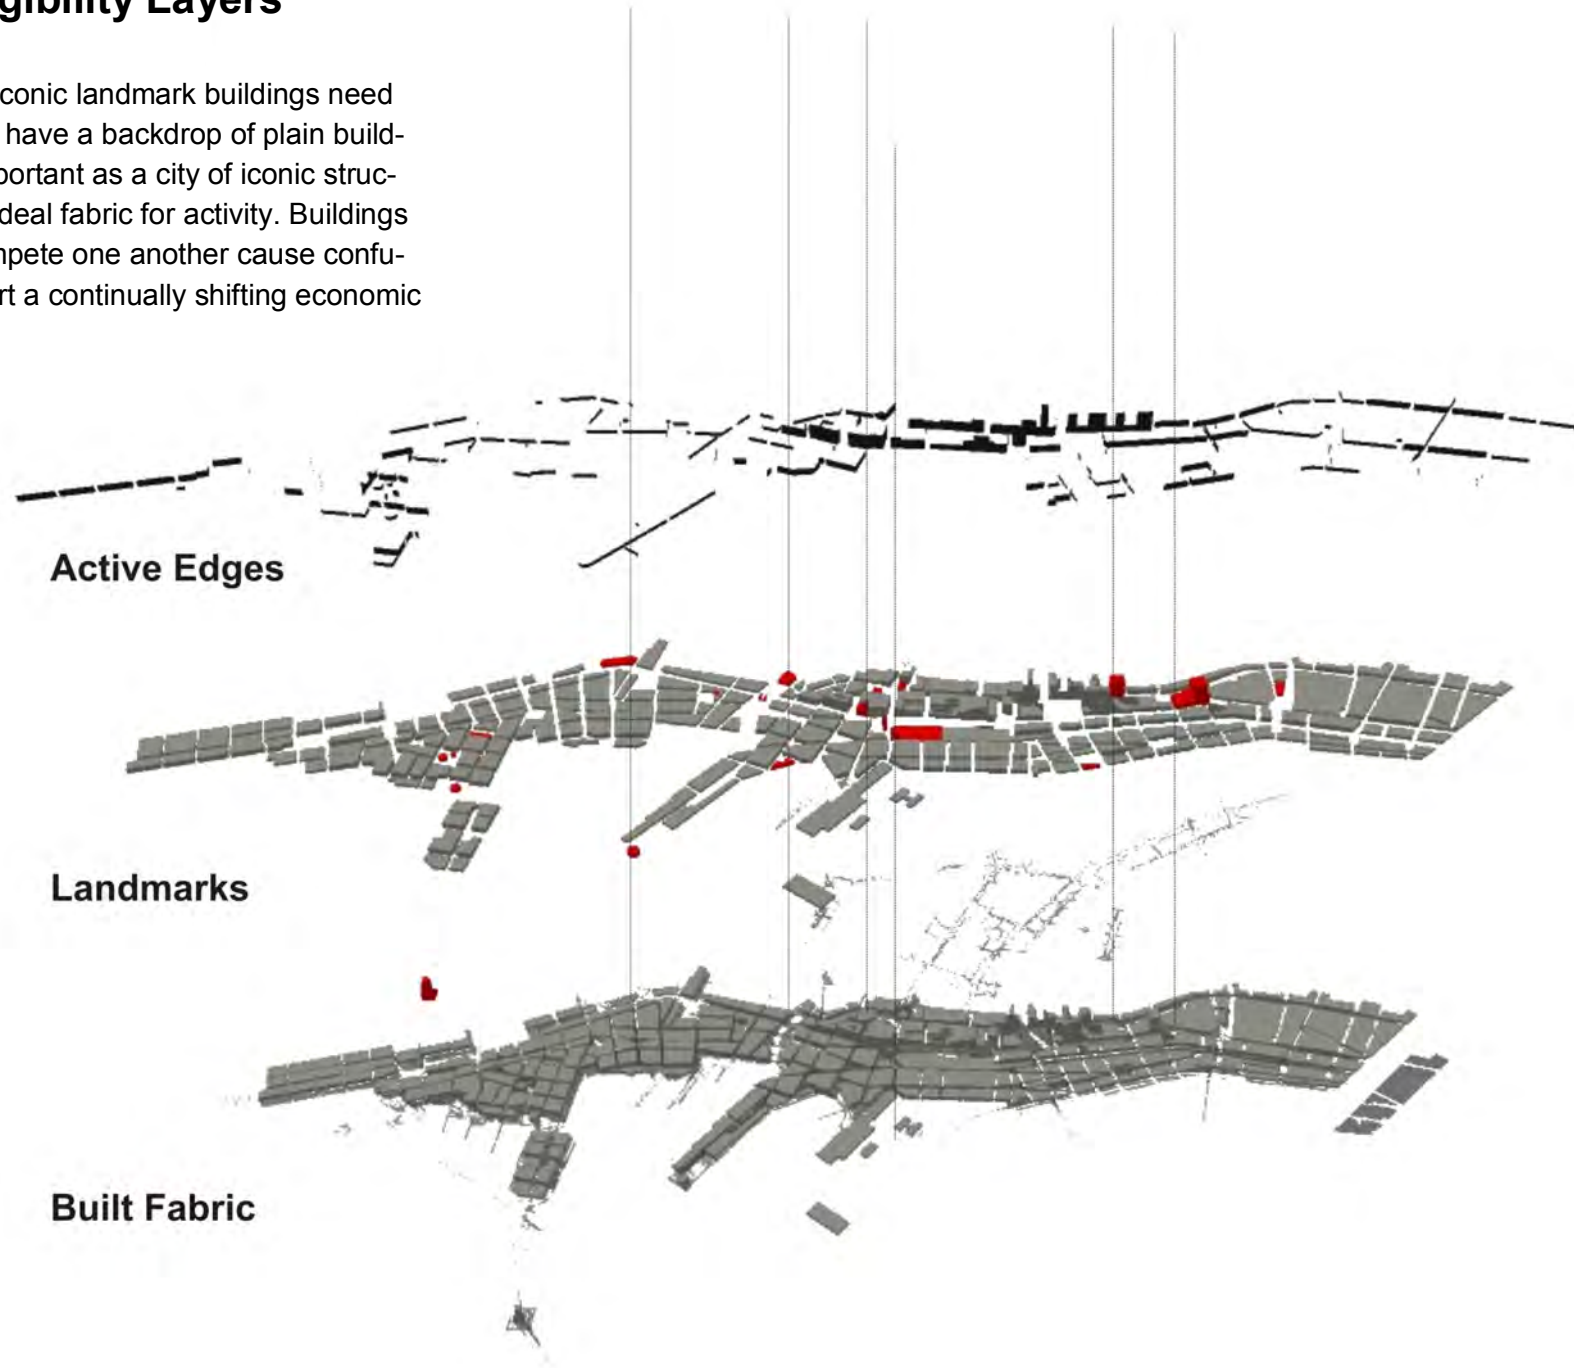 gibility Layers
conic landmark buildings need
have a backdrop of plain build-
portant as a city of iconic struc-
deal fabric for activity. Buildings
mpete one another cause confu-
rt a continually shifting economic
Active Edges
Landmarks
Built Fabric